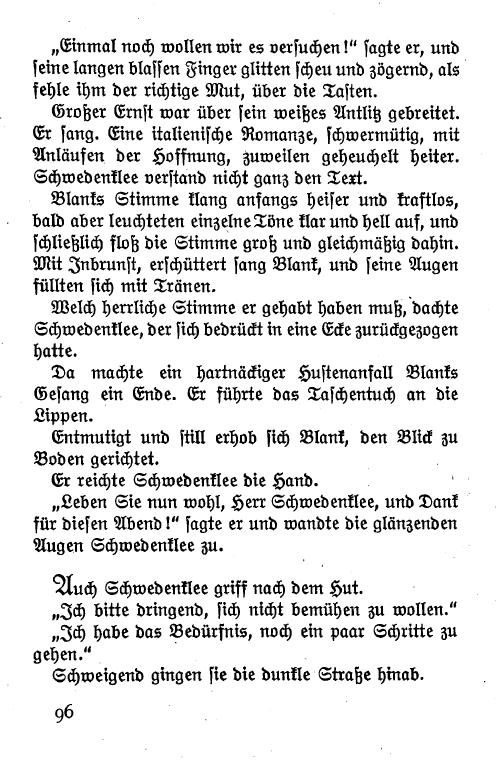 „Einmal noch wollen wir es versuchen!“ sagte er, und
seine langen blassen Finger glitten scheu und zögernd, als
fehle ihm der richtige Mut, über die Tasten.
Großer Ernst war über sein weißes Antlitz gebreitet.
Er sang. Eine italienische Romanze, schwermütig, mit
Anläufen der Hoffnung, zuweilen geheuchelt heiter.
Schwedenklee verstand nicht ganz den Text.
Blanks Stimme klang anfangs heiser und kraftlos,
bald aber leuchteten einzelne Töne klar und hell auf, und
schließlich floß die Stimme groß und gleichmäßig dahin.
Mit Inbrunst, erschüttert sang Blank, und seine Augen
füllten sich mit Tränen.
Welch herrliche Stimme er gehabt haben muß, dachte
Schwedenklee, der sich bedrückt in eine Ecke zurückgezogen
hatte.
Da machte ein hartnäckiger Hustenanfall Blanks
Gesang ein Ende. Er führte das Taschentuch an die
Lippen.
Entmutigt und still erhob sich Blank, den Blick zu
Boden gerichtet.
Er reichte Schwedenklee die Hand.
„Leben Sie nun wohl, Herr Schwedenklee, und Dank
für diesen Abend!“ sagte er und wandte die glänzenden
Augen Schwedenklee zu.
Auch Schwedenklee griff nach dem Hut.
„Ich bitte dringend, sich nicht bemühen zu wollen.“
„Ich habe das Bedürfnis, noch ein paar Schritte zu
gehen.“
Schweigend gingen sie die dunkle Straße hinab.
96